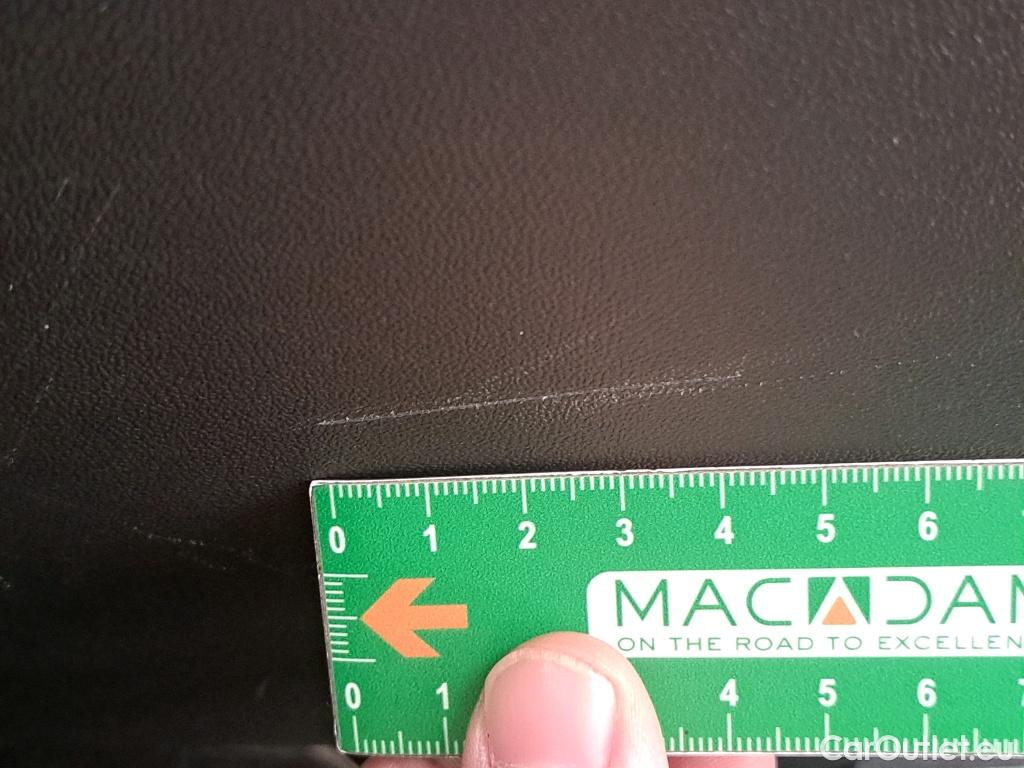 0 1 2 3 4 5 6
MACADAM
ON THE ROAD TO EXCELLEN
0 1 4 5 6 7
CarOutlet.eu